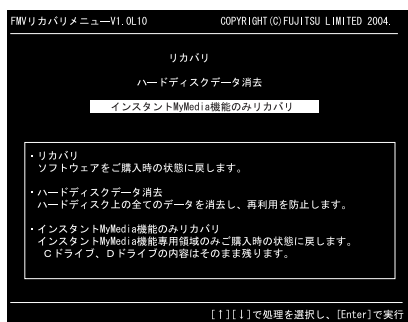 FMVリカバリメニュー―V1.0L10 COPYRIGHT(C)FUJITSU LIMITED 2004.
リカバリ
ハードディスクデータ消去
インスタントMyMedia機能のみリカバリ
・リカバリ
ソフトウェアをご購入時の状態に戻します。
・ハードディスクデータ消去
ハードディスク上の全てのデータを消去し、再利用を防止します。
・インスタントMyMedia機能のみリカバリ
インスタントMyMedia機能専用領域のみご購入時の状態に戻します。
Cドライブ、Dドライブの内容はそのまま残ります。
[↑][↓]で処理を選択し、[Enter]で実行